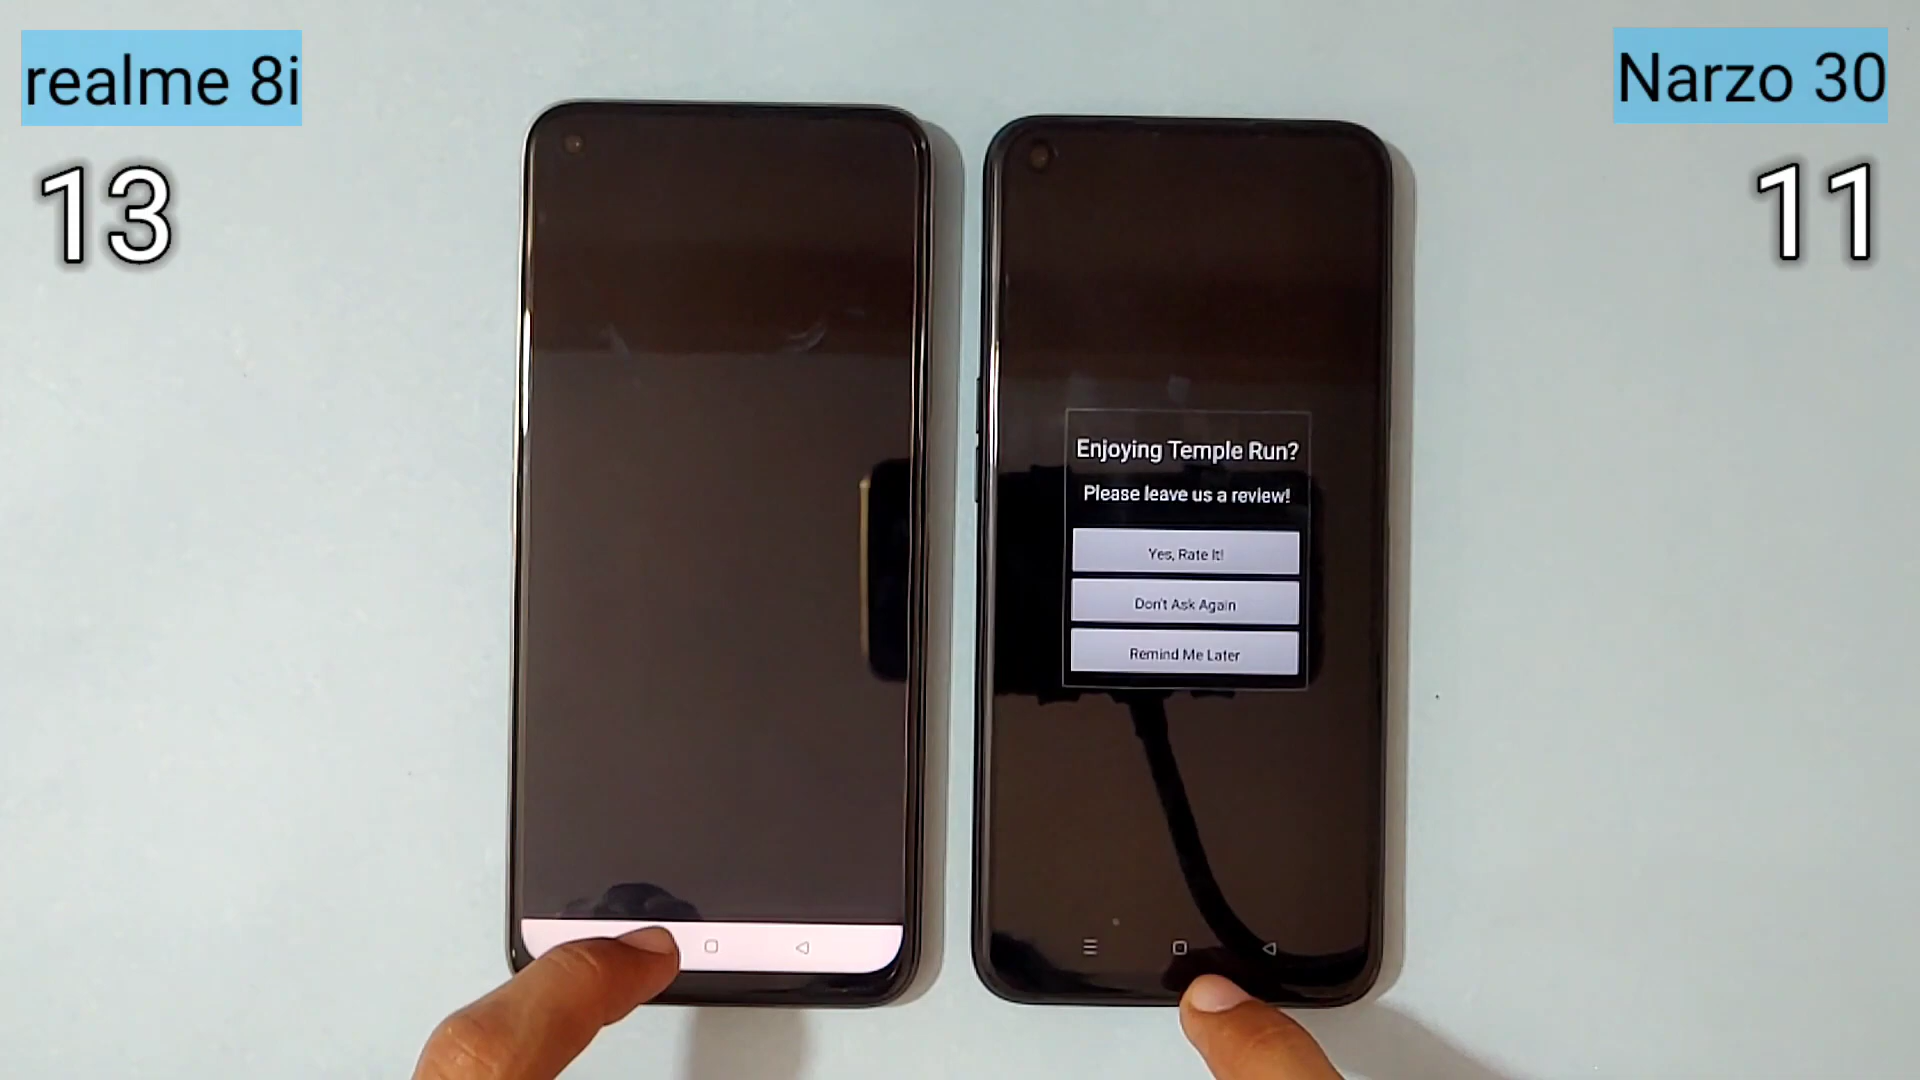 realme 8i
13
Narzo 30
11
Enjoying Temple Run?
Please leave us a review!
Yes, Rate It!
Don't Ask Again
Remind Me Later